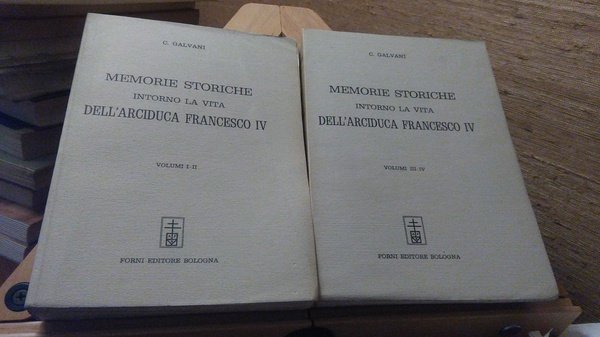 C. GALVANI
MEMORIE STORICHE
INTORNO LA VITA
DELL'ARCIDUCA FRANCESCO IV
VOLUMI I-II
FORNI EDITORE BOLOGNA
C. GALVANI
MEMORIE STORICHE
INTORNO LA VITA
DELL'ARCIDUCA FRANCESCO IV
VOLUMI III-IV
FORNI EDITORE BOLOGNA